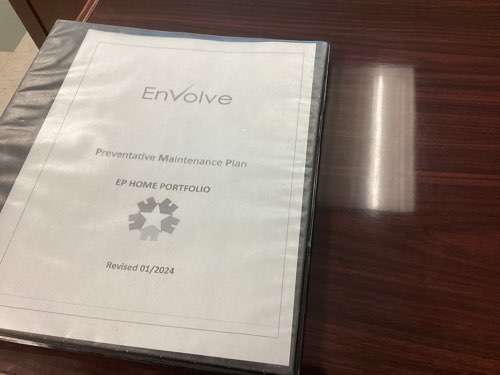 EnVolve
Preventative Maintenance Plan
EP HOME PORTFOLIO
Revised 01/2024